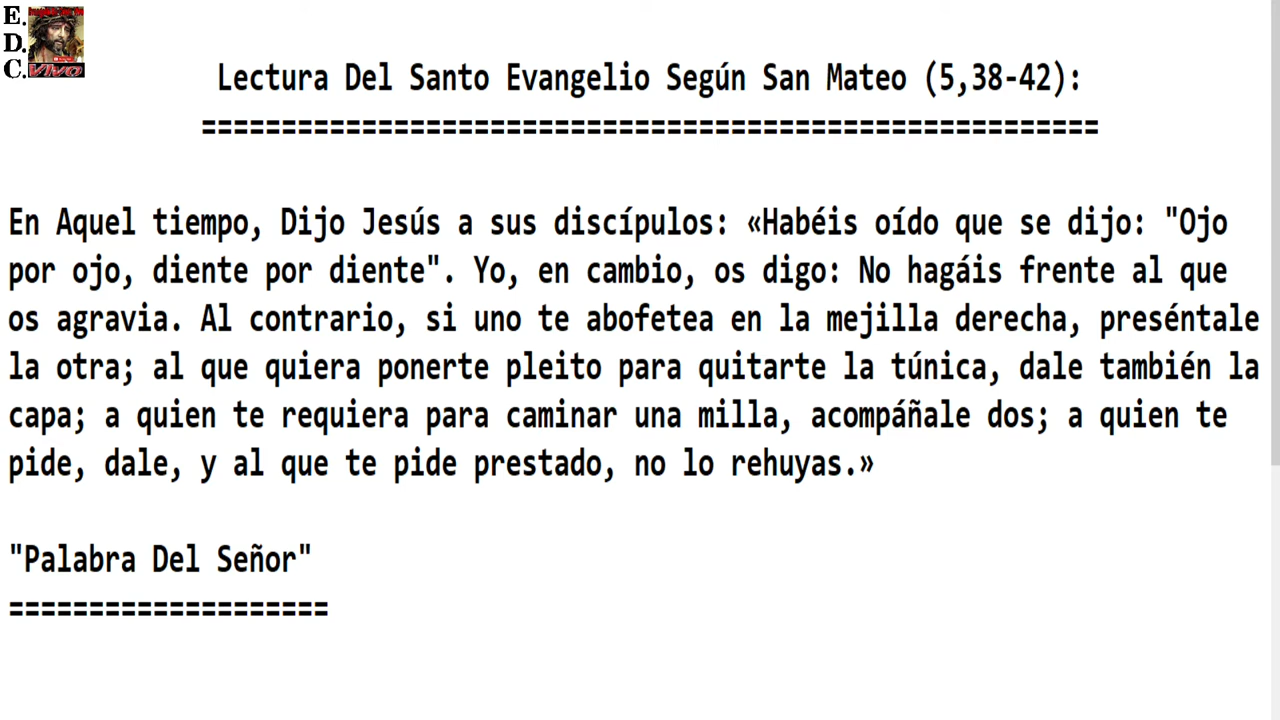 E.
D.
C.
Vivo
Lectura Del Santo Evangelio Según San Mateo (5,38-42):
========================================================
En Aquel tiempo, Dijo Jesús a sus discípulos: «Habéis oído que se dijo: "Ojo
por ojo, diente por diente". Yo, en cambio, os digo: No hagáis frente al que
os agravia. Al contrario, si uno te abofetea en la mejilla derecha, preséntale
la otra; al que quiera ponerte pleito para quitarte la túnica, dale también la
capa; a quien te requiera para caminar una milla, acompáñale dos; a quien te
pide, dale, y al que te pide prestado, no lo rehuyas.»
"Palabra Del Señor"
====================